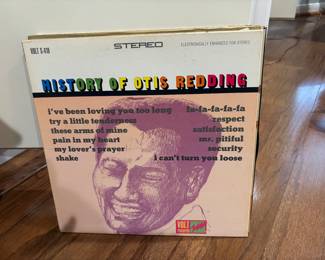 VOLT S-418
STEREO
ELECTRONICALLY ENHANCED FOR STEREO
HISTORY OF OTIS REDDING
i've been loving you too long
fa-fa-fa-fa-fa
try a little tenderness
respect
these arms of mine
satisfaction
pain in my heart
mr. pitiful
my lover's prayer
security
shake
i can't turn you loose
VOLT